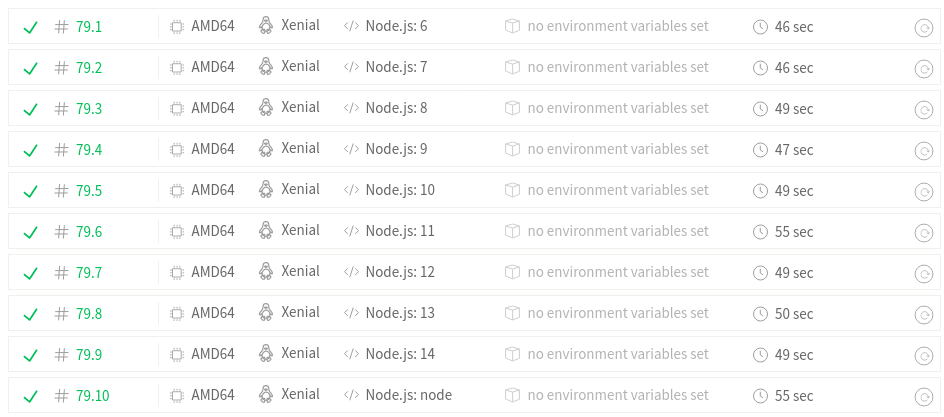 # 79.1 AMD64 Xenial </> Node.js: 6 no environment variables set 46 sec
# 79.2 AMD64 Xenial </> Node.js: 7 no environment variables set 46 sec
# 79.3 AMD64 Xenial </> Node.js: 8 no environment variables set 49 sec
# 79.4 AMD64 Xenial </> Node.js: 9 no environment variables set 47 sec
# 79.5 AMD64 Xenial </> Node.js: 10 no environment variables set 49 sec
# 79.6 AMD64 Xenial </> Node.js: 11 no environment variables set 55 sec
# 79.7 AMD64 Xenial </> Node.js: 12 no environment variables set 49 sec
# 79.8 AMD64 Xenial </> Node.js: 13 no environment variables set 50 sec
# 79.9 AMD64 Xenial </> Node.js: 14 no environment variables set 49 sec
# 79.10 AMD64 Xenial </> Node.js: node no environment variables set 55 sec